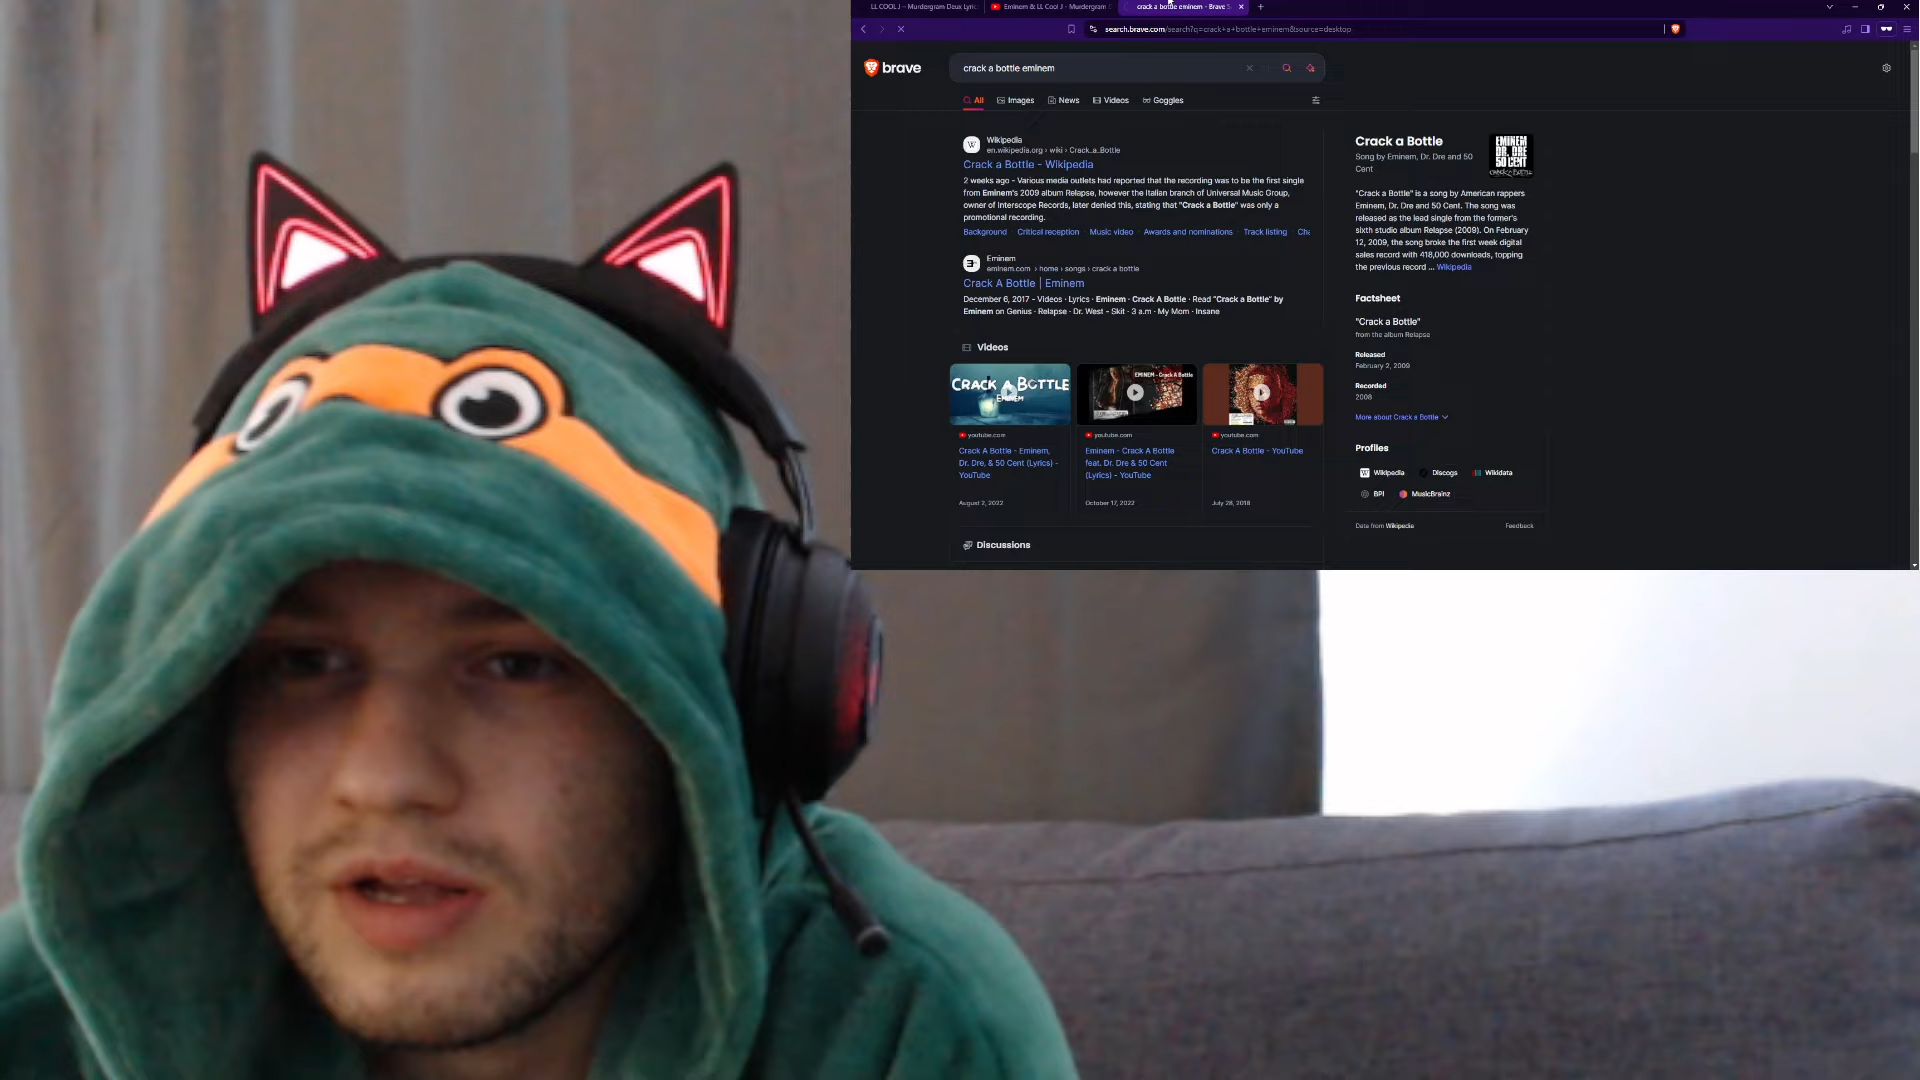 LL COOL J – Murdergram Deux Lyric
Eminem & LL Cool J - Murdergram
crack a bottle eminem - Brave S
search.brave.com/search?q=crack+a+bottle+eminem&source=desktop
brave
crack a bottle eminem
All
Images
News
Videos
Goggles
Wikipedia
en.wikipedia.org › wiki › Crack_a_Bottle
Crack a Bottle - Wikipedia
2 weeks ago - Various media outlets had reported that the recording was to be the first single
from Eminem's 2009 album Relapse, however the Italian branch of Universal Music Group,
owner of Interscope Records, later denied this, stating that "Crack a Bottle" was only a
promotional recording.
Background · Critical reception · Music video · Awards and nominations · Track listing · Cha
Eminem
eminem.com › home › songs › crack a bottle
Crack A Bottle | Eminem
December 6, 2017 - Videos · Lyrics · Eminem · Crack A Bottle · Read "Crack a Bottle" by
Eminem on Genius · Relapse · Dr. West - Skit · 3 a.m · My Mom · Insane
Videos
CRACK A BOTTLE
EMINEM
EMINEM - Crack A Bottle
youtube.com
Crack A Bottle - Eminem,
Dr. Dre, & 50 Cent (Lyrics) -
YouTube
August 2, 2022
youtube.com
Eminem - Crack A Bottle
feat. Dr. Dre & 50 Cent
(Lyrics) - YouTube
October 17, 2022
youtube.com
Crack A Bottle - YouTube
July 28, 2018
Discussions
Crack a Bottle
Song by Eminem, Dr. Dre and 50
Cent
EMINEM
DR. DRE
50 CENT
CRACK A BOTTLE
"Crack a Bottle" is a song by American rappers
Eminem, Dr. Dre and 50 Cent. The song was
released as the lead single from the former's
sixth studio album Relapse (2009). On February
12, 2009, the song broke the first week digital
sales record with 418,000 downloads, topping
the previous record ... Wikipedia
Factsheet
"Crack a Bottle"
from the album Relapse
Released
February 2, 2009
Recorded
2008
More about Crack a Bottle
Profiles
Wikipedia
Discogs
Wikidata
BPI
MusicBrainz
Data from Wikipedia
Feedback